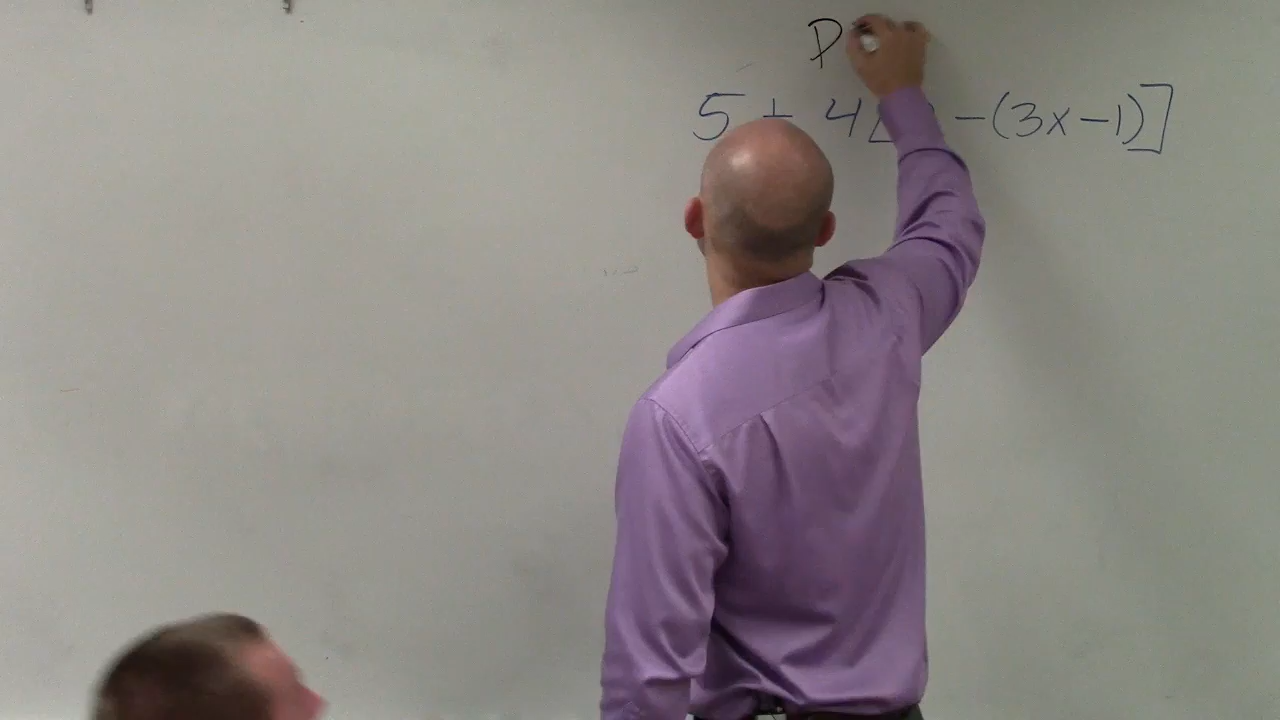 P
5 + 4[ - (3x - 1)]